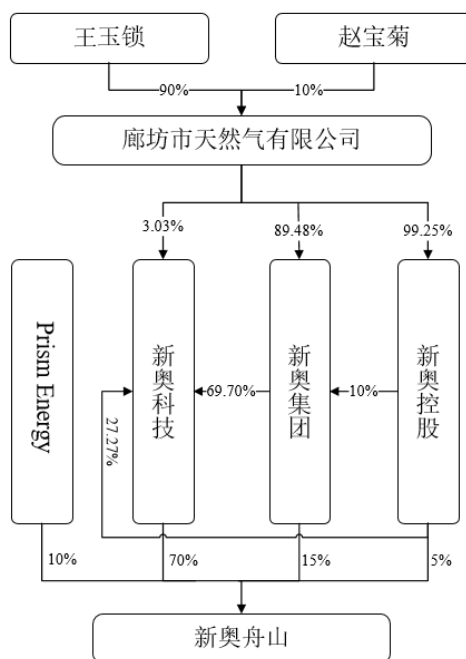 王玉锁
赵宝菊
90%
10%
廊坊市天然气有限公司
3.03%
89.48%
99.25%
Prism Energy
新奥科技
新奥集团
新奥控股
69.70%
10%
27.27%
10%
70%
15%
5%
新奥舟山